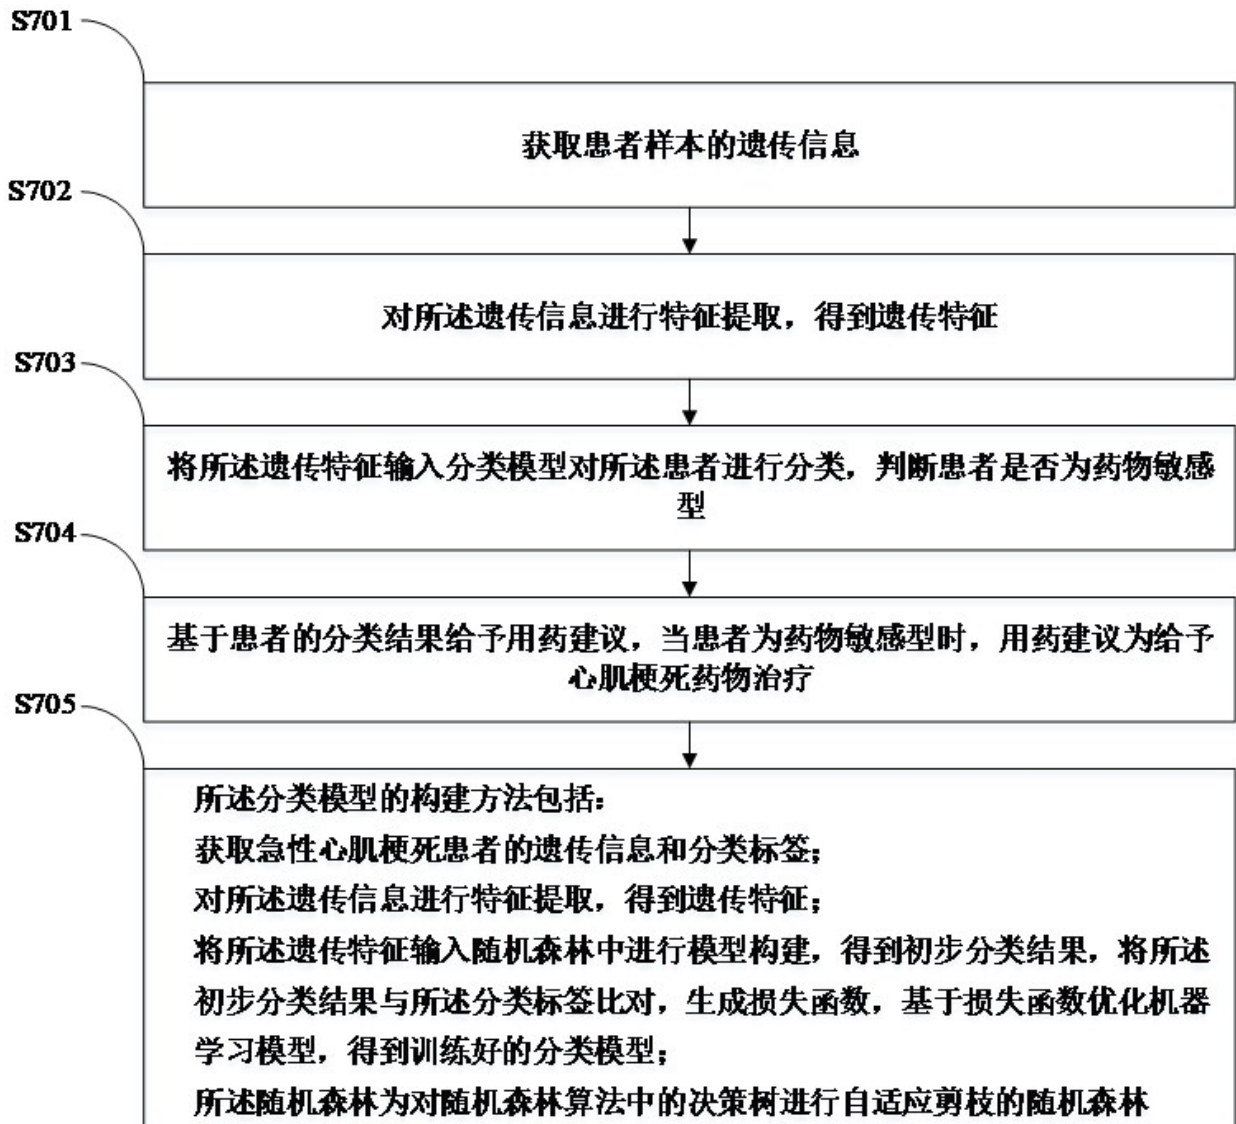 S701
获取患者样本的遗传信息
S702
对所述遗传信息进行特征提取，得到遗传特征
S703
将所述遗传特征输入分类模型对所述患者进行分类，判断患者是否为药物敏感
型
S704
基于患者的分类结果给予用药建议，当患者为药物敏感型时，用药建议为给予
心肌梗死药物治疗
S705
所述分类模型的构建方法包括：
获取急性心肌梗死患者的遗传信息和分类标签；
对所述遗传信息进行特征提取，得到遗传特征；
将所述遗传特征输入随机森林中进行模型构建，得到初步分类结果，将所述
初步分类结果与所述分类标签比对，生成损失函数，基于损失函数优化机器
学习模型，得到训练好的分类模型；
所述随机森林为对随机森林算法中的决策树进行自适应剪枝的随机森林